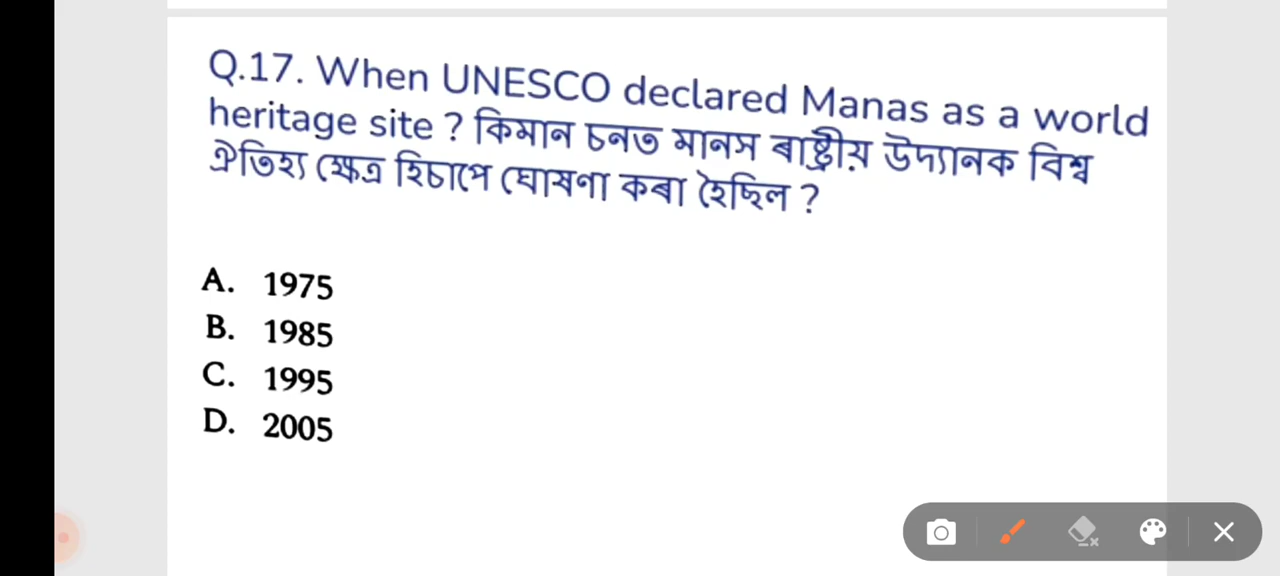 Q.17. When UNESCO declared Manas as a world
heritage site ? কিমান চনত মানস ৰাষ্ট্ৰীয় উদ্যানক বিশ্ব
ঐতিহ্য ক্ষেত্ৰ হিচাপে ঘোষণা কৰা হৈছিল ?
A. 1975
B. 1985
C. 1995
D. 2005